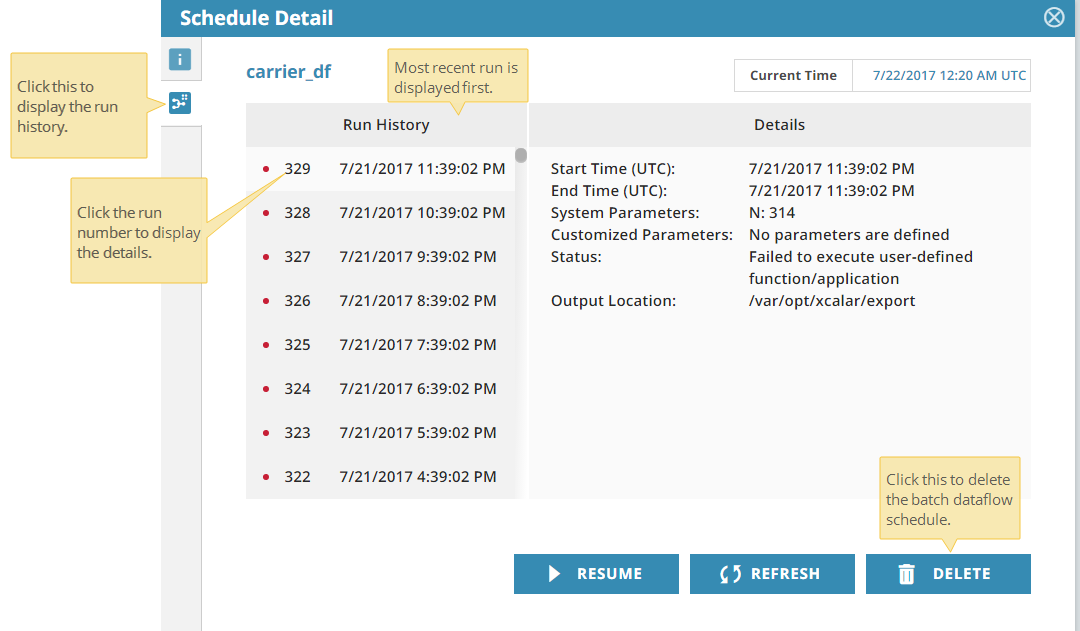 Schedule Detail
i
Click this to
display the run
history.
carrier_df
Most recent run is
displayed first.
Current Time 7/22/2017 12:20 AM UTC
Run History
Details
329 7/21/2017 11:39:02 PM
328 7/21/2017 10:39:02 PM
327 7/21/2017 9:39:02 PM
326 7/21/2017 8:39:02 PM
325 7/21/2017 7:39:02 PM
324 7/21/2017 6:39:02 PM
323 7/21/2017 5:39:02 PM
322 7/21/2017 4:39:02 PM
Click the run
number to display
the details.
Start Time (UTC): 7/21/2017 11:39:02 PM
End Time (UTC): 7/21/2017 11:39:02 PM
System Parameters: N: 314
Customized Parameters: No parameters are defined
Status: Failed to execute user-defined
function/application
Output Location: /var/opt/xcalar/export
Click this to delete
the batch dataflow
schedule.
RESUME
REFRESH
DELETE